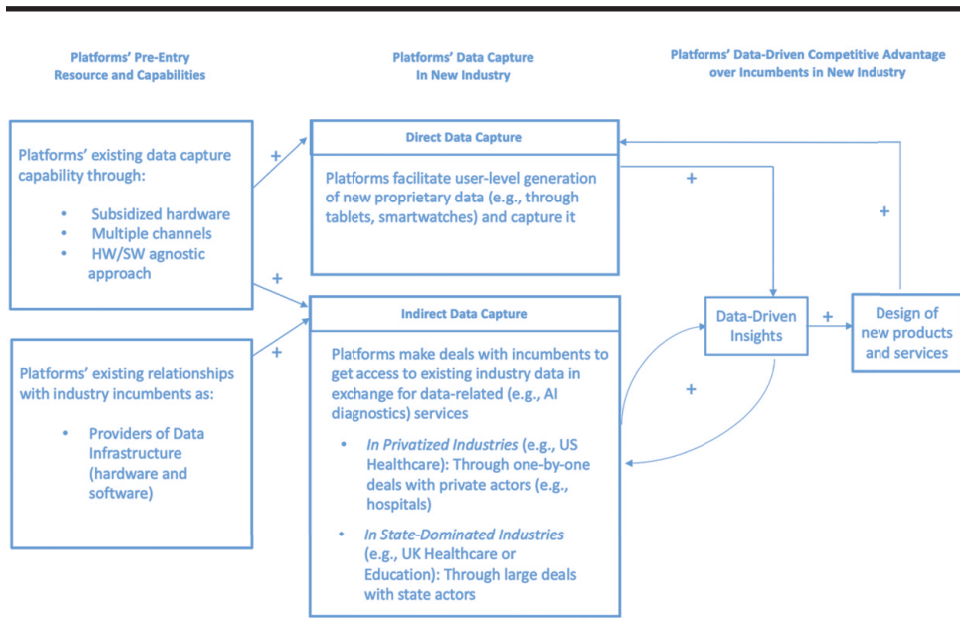 Platforms' Pre-Entry
Resource and Capabilities
Platforms' Data Capture
In New Industry
Platforms' Data-Driven Competitive Advantage
over Incumbents in New Industry
Platforms' existing data capture
capability through:
• Subsidized hardware
• Multiple channels
• HW/SW agnostic
approach
+
+
Platforms' existing relationships
with industry incumbents as:
• Providers of Data
Infrastructure
(hardware and
software)
+
Direct Data Capture
Platforms facilitate user-level generation
of new proprietary data (e.g., through
tablets, smartwatches) and capture it
Indirect Data Capture
Platforms make deals with incumbents to
get access to existing industry data in
exchange for data-related (e.g., AI
diagnostics) services
• In Privatized Industries (e.g., US
Healthcare): Through one-by-one
deals with private actors (e.g.,
hospitals)
• In State-Dominated Industries
(e.g., UK Healthcare or
Education): Through large deals
with state actors
+
+
Data-Driven
Insights
+
+
Design of
new products
and services